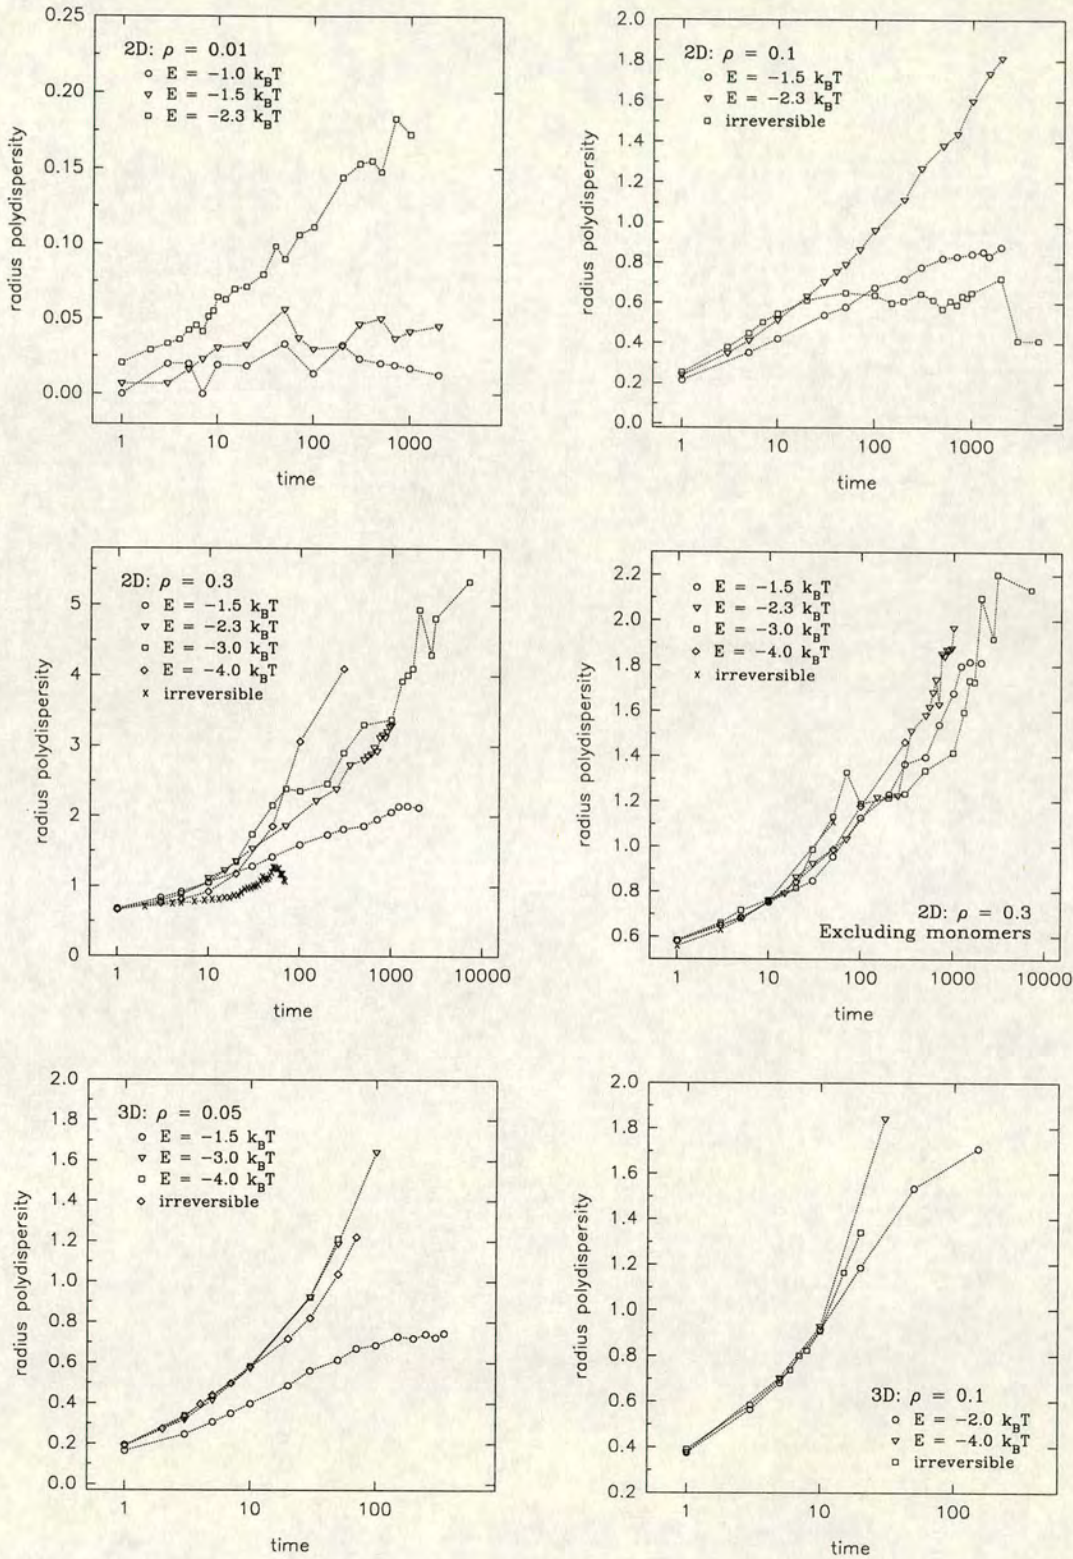 0.25
0.20
0.15
0.10
0.05
0.00
radius polydispersity
2D: ρ = 0.01
E = −1.0 k_BT
E = −1.5 k_BT
E = −2.3 k_BT
1 10 100 1000
time
2.0
1.8
1.6
1.4
1.2
1.0
0.8
0.6
0.4
0.2
0.0
radius polydispersity
2D: ρ = 0.1
E = −1.5 k_BT
E = −2.3 k_BT
irreversible
1 10 100 1000
time
5
4
3
2
1
0
radius polydispersity
2D: ρ = 0.3
E = −1.5 k_BT
E = −2.3 k_BT
E = −3.0 k_BT
E = −4.0 k_BT
irreversible
1 10 100 1000 10000
time
2.2
2.0
1.8
1.6
1.4
1.2
1.0
0.8
0.6
radius polydispersity
E = −1.5 k_BT
E = −2.3 k_BT
E = −3.0 k_BT
E = −4.0 k_BT
irreversible
2D: ρ = 0.3
Excluding monomers
1 10 100 1000 10000
time
2.0
1.8
1.6
1.4
1.2
1.0
0.8
0.6
0.4
0.2
0.0
radius polydispersity
3D: ρ = 0.05
E = −1.5 k_BT
E = −3.0 k_BT
E = −4.0 k_BT
irreversible
1 10 100
time
2.0
1.8
1.6
1.4
1.2
1.0
0.8
0.6
0.4
0.2
radius polydispersity
3D: ρ = 0.1
E = −2.0 k_BT
E = −4.0 k_BT
irreversible
1 10 100
time